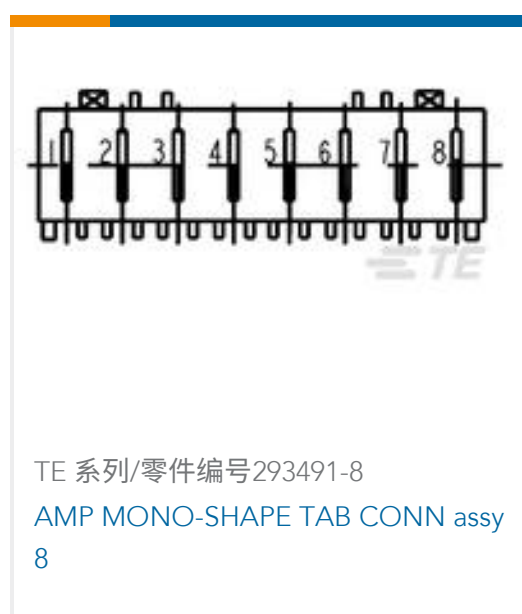 1 2 3 4 5 6 7 8
TE
TE 系列/零件编号293491-8
AMP MONO-SHAPE TAB CONN assy
8